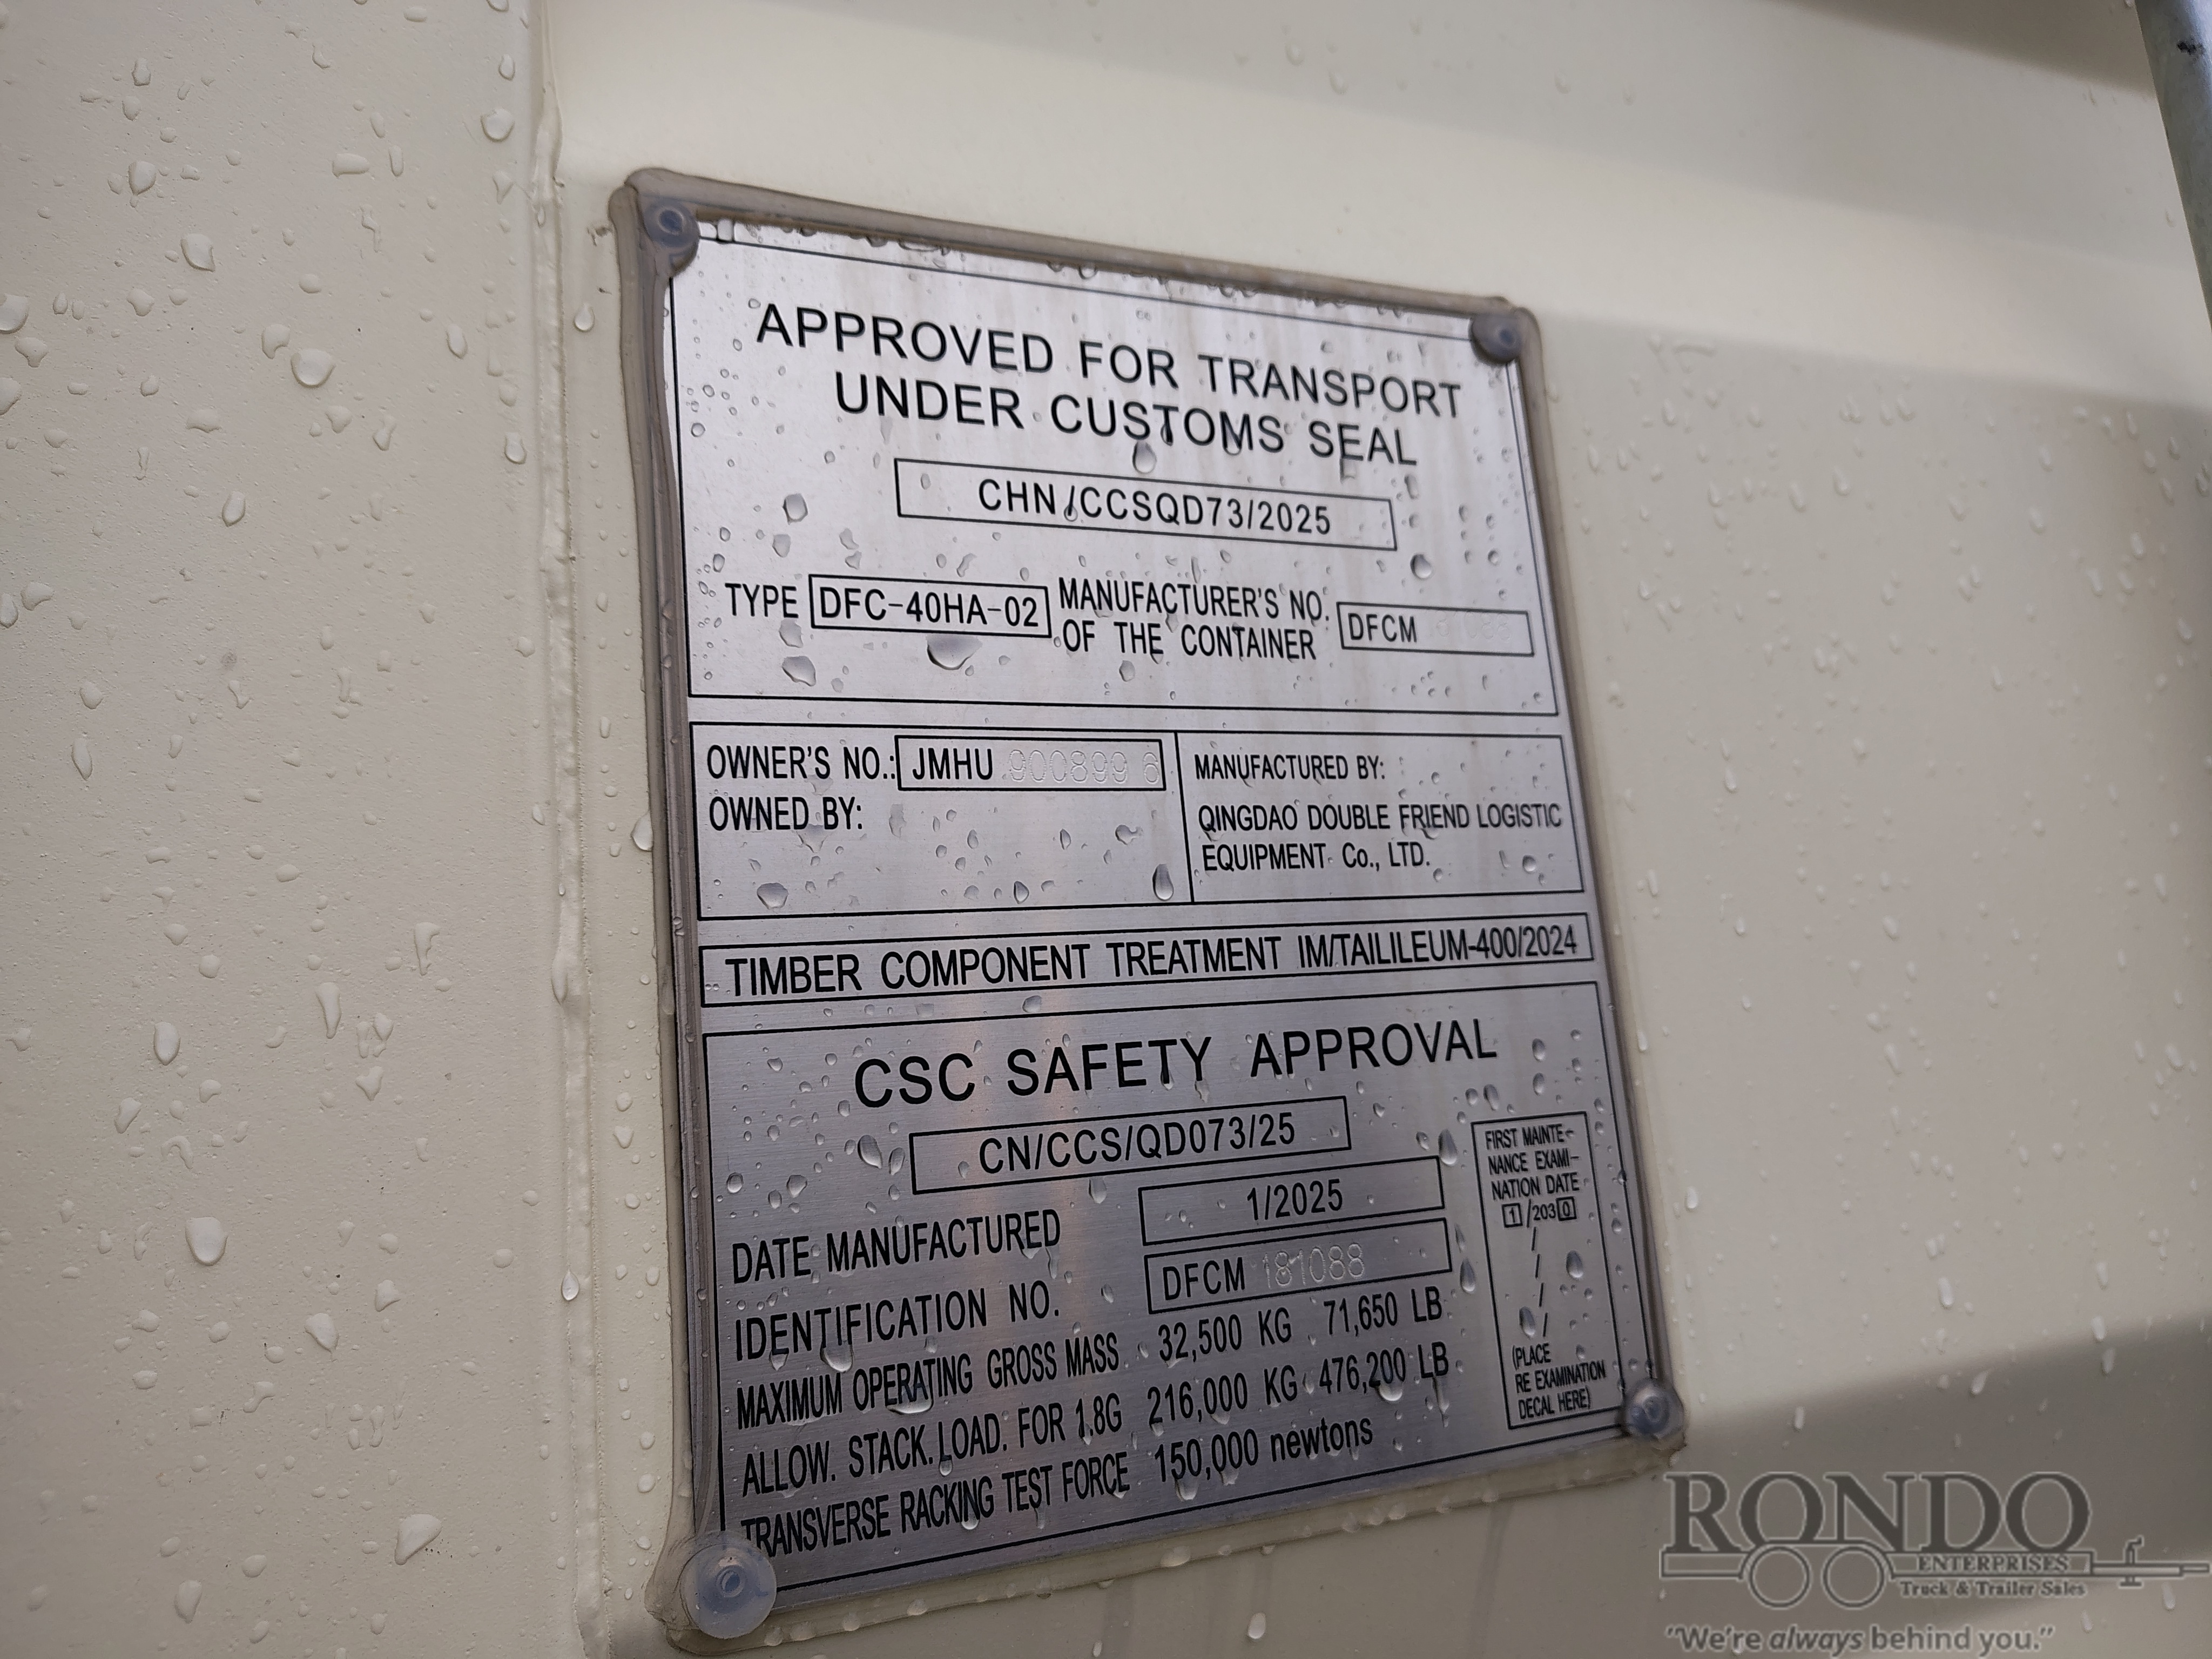 APPROVED FOR TRANSPORT
UNDER CUSTOMS SEAL
CHN/CCSQD73/2025
TYPE DFC-40HA-02 MANUFACTURER'S NO. OF THE CONTAINER DFCM
OWNER'S NO.: JMHU 900899 6
OWNED BY:
MANUFACTURED BY:
QINGDAO DOUBLE FRIEND LOGISTIC
EQUIPMENT Co., LTD.
TIMBER COMPONENT TREATMENT IM/TAILILEUM-400/2024
CSC SAFETY APPROVAL
CN/CCS/QD073/25
DATE MANUFACTURED 1/2025
IDENTIFICATION NO. DFCM 181088
MAXIMUM OPERATING GROSS MASS 32,500 KG 71,650 LB
ALLOW. STACK. LOAD. FOR 1.8G 216,000 KG 476,200 LB
TRANSVERSE RACKING TEST FORCE 150,000 newtons
FIRST MAINTE-
NANCE EXAMI-
NATION DATE
1/2030
/
/
/
/
(PLACE
RE EXAMINATION
DECAL HERE)
RONDO
ENTERPRISES
Truck & Trailer Sales
"We're always behind you."